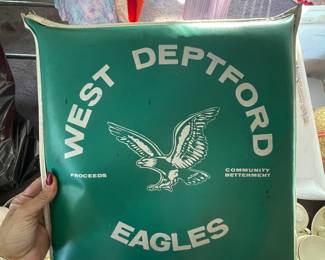 WEST DEPTFORD
PROCEEDS
COMMUNITY
BETTERMENT
EAGLES